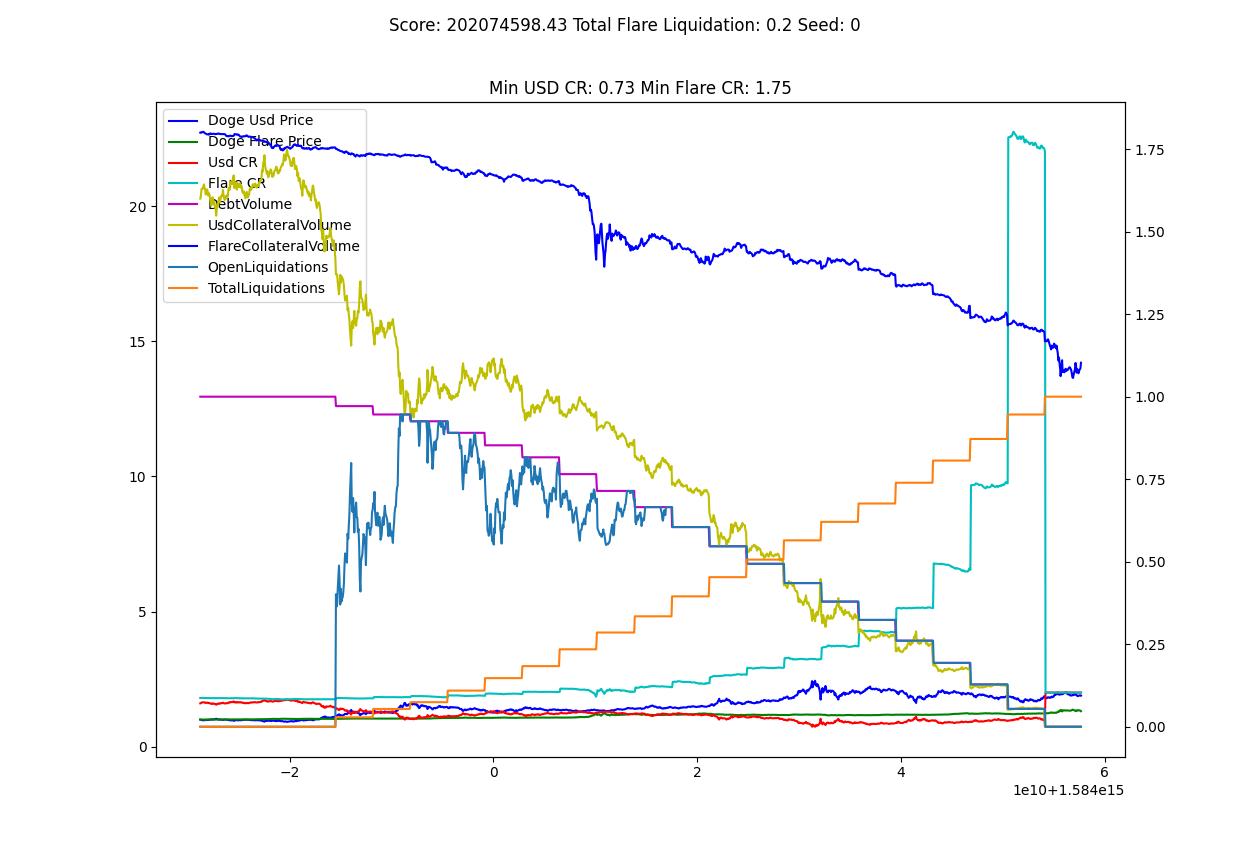 Score: 202074598.43 Total Flare Liquidation: 0.2 Seed: 0
Min USD CR: 0.73 Min Flare CR: 1.75
Doge Usd Price
Doge Flare Price
Usd CR
Flare CR
DebtVolume
UsdCollateralVolume
FlareCollateralVolume
OpenLiquidations
TotalLiquidations
20
15
10
5
0
1.75
1.50
1.25
1.00
0.75
0.50
0.25
0.00
−2 0 2 4 6
1e10+1.584e15